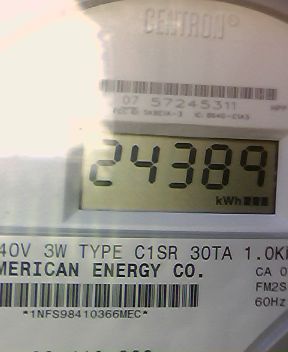 CENTRON®
07 57245311
24389
kWh
40V 3W TYPE C1SR 30TA 1.0K
MERICAN ENERGY CO.
CA 0
FM2S
60Hz
*1NFS98410366MEC*